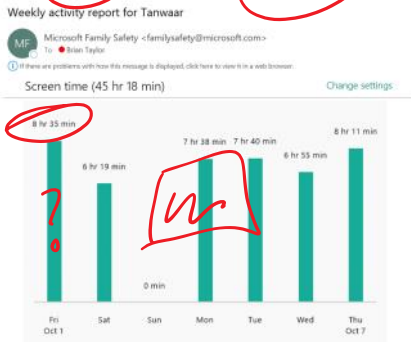 Weekly activity report for Tanwaar
MF
Microsoft Family Safety <familysafety@microsoft.com>
To Brian Taylor
If there are problems with how this message is displayed, click here to view it in a web browser.
Screen time (45 hr 18 min)
Change settings
8 hr 35 min
6 hr 19 min
0 min
7 hr 38 min
7 hr 40 min
6 hr 55 min
8 hr 11 min
?
Fri Sat Sun Mon Tue Wed Thu
Oct 1 Oct 7